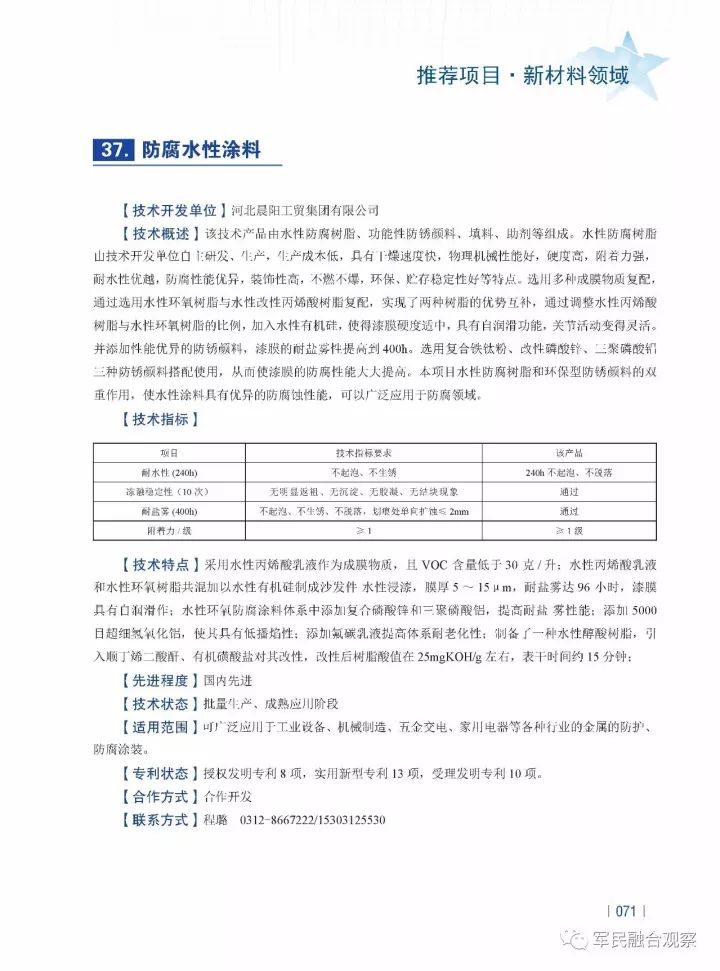 推荐项目·新材料领域
37. 防腐水性涂料
【技术开发单位】河北晨阳工贸集团有限公司
【技术概述】该技术产品由水性防腐树脂、功能性防锈颜料、填料、助剂等组成。水性防腐树脂
由技术开发单位自主研发、生产，生产成本低，具有干燥速度快，物理机械性能好，硬度高，附着力强，
耐水性优越，防腐性能优异，装饰性高，不燃不爆，环保、贮存稳定性好等特点。选用多种成膜物质复配，
通过选用水性环氧树脂与水性改性丙烯酸树脂复配，实现了两种树脂的优势互补，通过调整水性丙烯酸
树脂与水性环氧树脂的比例，加入水性有机硅，使得漆膜硬度适中，具有自润滑功能，关节活动变得灵活。
并添加性能优异的防锈颜料，漆膜的耐盐雾性提高到 400h。选用复合铁钛粉、改性磷酸锌、三聚磷酸铝
三种防锈颜料搭配使用，从而使漆膜的防腐性能大大提高。本项目水性防腐树脂和环保型防锈颜料的双
重作用，使水性涂料具有优异的防腐蚀性能，可以广泛应用于防腐领域。
【技术指标】
项目 技术指标要求 该产品
耐水性 (240h) 不起泡、不生锈 240h 不起泡、不脱落
冻融稳定性（10 次） 无明显返祖、无沉淀、无胶凝、无结块现象 通过
耐盐雾 (400h) 不起泡、不生锈、不脱落，划痕处单向扩蚀≤ 2mm 通过
附着力 / 级 ≥ 1 ≥ 1 级
【技术特点】采用水性丙烯酸乳液作为成膜物质，且 VOC 含量低于 30 克 / 升；水性丙烯酸乳液
和水性环氧树脂共混加以水性有机硅制成沙发件 水性浸漆，膜厚 5 ～ 15 μm，耐盐雾达 96 小时，漆膜
具有自润滑作；水性环氧防腐涂料体系中添加复合磷酸锌和三聚磷酸铝，提高耐盐 雾性能；添加 5000
目超细氢氧化铝，使其具有低播焰性；添加氟碳乳液提高体系耐老化性；制备了一种水性醇酸树脂，引
入顺丁烯二酸酐、有机磺酸盐对其改性，改性后树脂酸值在 25mgKOH/g 左右，表干时间约 15 分钟；
【先进程度】国内先进
【技术状态】批量生产、成熟应用阶段
【适用范围】可广泛应用于工业设备、机械制造、五金交电、家用电器等各种行业的金属的防护、
防腐涂装。
【专利状态】授权发明专利 8 项，实用新型专利 13 项，受理发明专利 10 项。
【合作方式】合作开发
【联系方式】程璐 0312-8667222/15303125530
| 071 |
军民融合观察